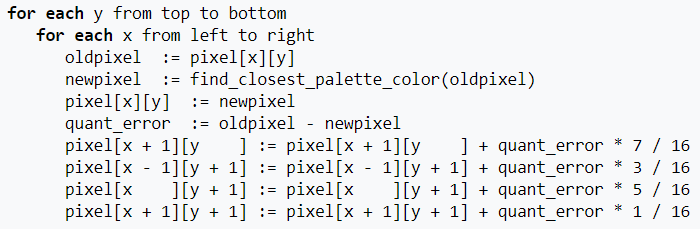 for each y from top to bottom
   for each x from left to right
      oldpixel  := pixel[x][y]
      newpixel  := find_closest_palette_color(oldpixel)
      pixel[x][y]  := newpixel
      quant_error  := oldpixel - newpixel
      pixel[x + 1][y    ] := pixel[x + 1][y    ] + quant_error * 7 / 16
      pixel[x - 1][y + 1] := pixel[x - 1][y + 1] + quant_error * 3 / 16
      pixel[x    ][y + 1] := pixel[x    ][y + 1] + quant_error * 5 / 16
      pixel[x + 1][y + 1] := pixel[x + 1][y + 1] + quant_error * 1 / 16